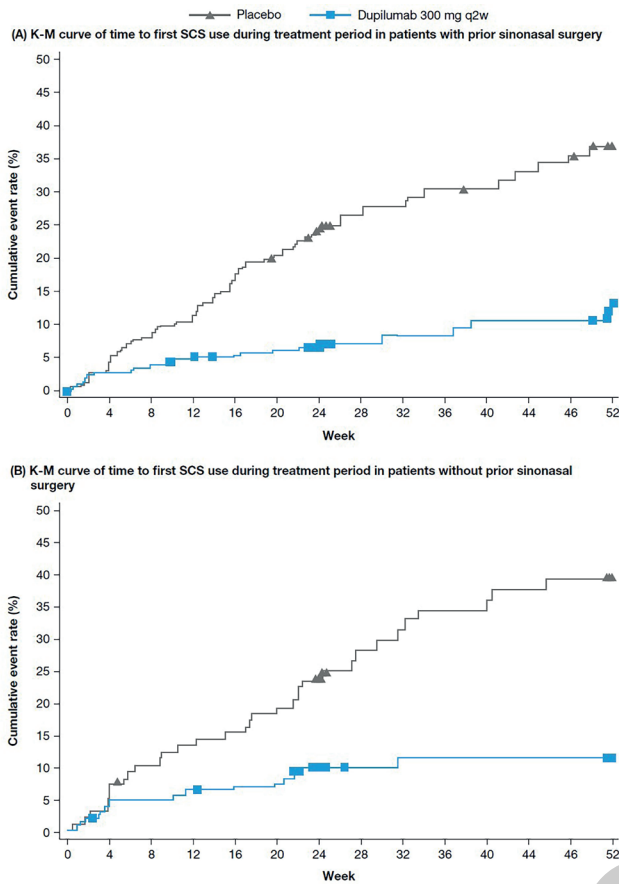 Placebo Dupilumab 300 mg q2w
(A) K-M curve of time to first SCS use during treatment period in patients with prior sinonasal surgery
50
45
40
35
30
25
20
15
10
5
0
Cumulative event rate (%)
0 4 8 12 16 20 24 28 32 36 40 44 46 52
Week
(B) K-M curve of time to first SCS use during treatment period in patients without prior sinonasal
surgery
50
45
40
35
30
25
20
15
10
5
0
Cumulative event rate (%)
0 4 8 12 16 20 24 28 32 36 40 44 46 52
Week